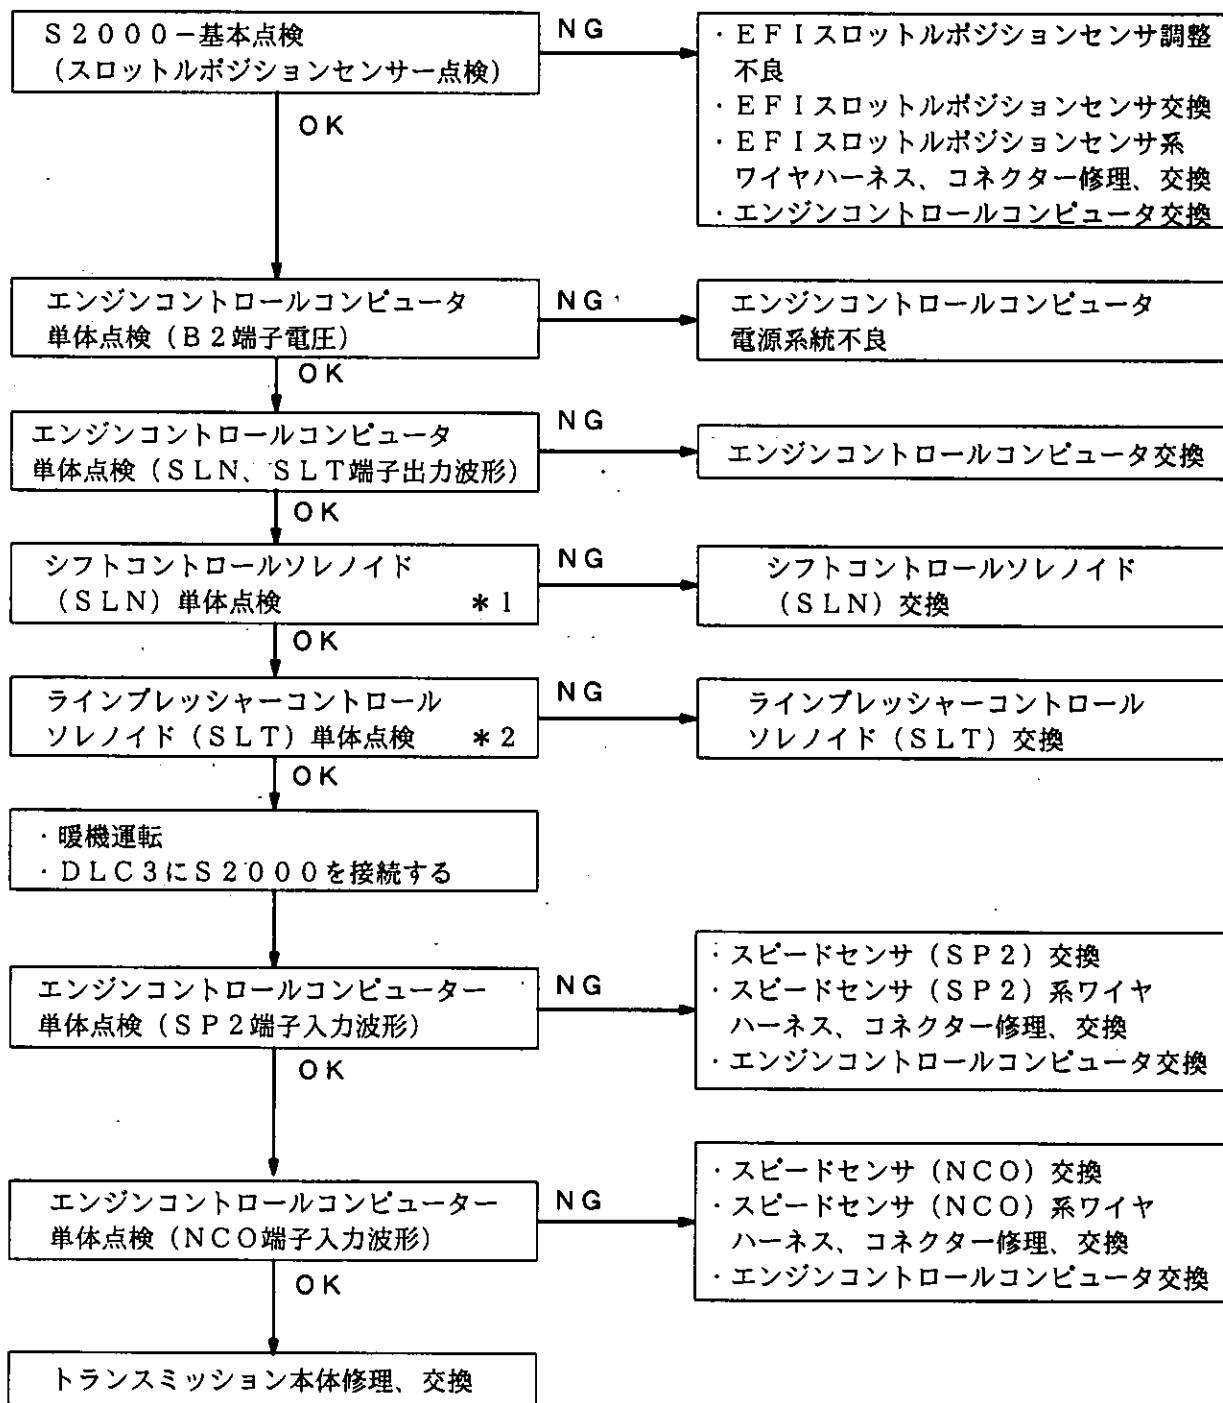 S2000－基本点検
（スロットルポジションセンサー点検）
NG
・EFIスロットルポジションセンサ調整
不良
・EFIスロットルポジションセンサ交換
・EFIスロットルポジションセンサ系
ワイヤハーネス、コネクター修理、交換
・エンジンコントロールコンピュータ交換
OK
エンジンコントロールコンピュータ
単体点検（B2端子電圧）
NG
エンジンコントロールコンピュータ
電源系統不良
OK
エンジンコントロールコンピュータ
単体点検（SLN、SLT端子出力波形）
NG
エンジンコントロールコンピュータ交換
OK
シフトコントロールソレノイド
（SLN）単体点検 ＊1
NG
シフトコントロールソレノイド
（SLN）交換
OK
ラインプレッシャーコントロール
ソレノイド（SLT）単体点検 ＊2
NG
ラインプレッシャーコントロール
ソレノイド（SLT）交換
OK
・暖機運転
・DLC3にS2000を接続する
エンジンコントロールコンピューター
単体点検（SP2端子入力波形）
NG
・スピードセンサ（SP2）交換
・スピードセンサ（SP2）系ワイヤ
ハーネス、コネクター修理、交換
・エンジンコントロールコンピュータ交換
OK
エンジンコントロールコンピューター
単体点検（NCO端子入力波形）
NG
・スピードセンサ（NCO）交換
・スピードセンサ（NCO）系ワイヤ
ハーネス、コネクター修理、交換
・エンジンコントロールコンピュータ交換
OK
トランスミッション本体修理、交換